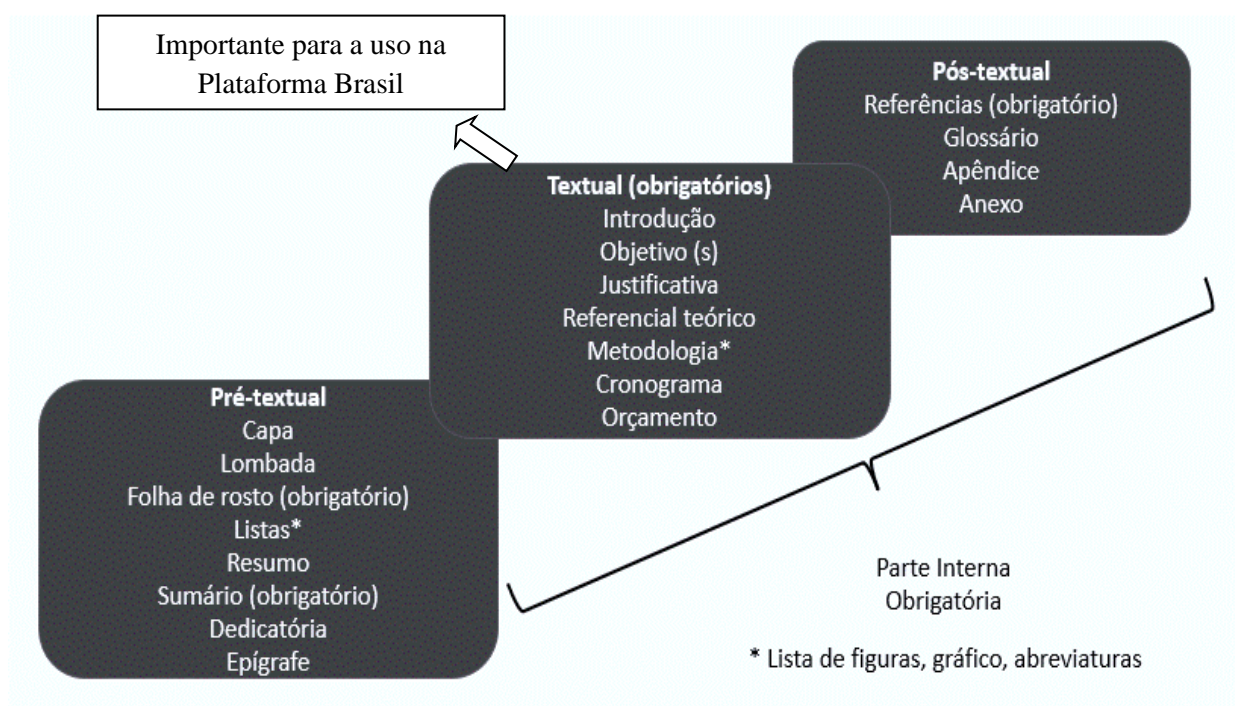 Importante para a uso na
Plataforma Brasil
Pós-textual
Referências (obrigatório)
Glossário
Apêndice
Anexo
Textual (obrigatórios)
Introdução
Objetivo (s)
Justificativa
Referencial teórico
Metodologia*
Cronograma
Orçamento
Pré-textual
Capa
Lombada
Folha de rosto (obrigatório)
Listas*
Resumo
Sumário (obrigatório)
Dedicatória
Epígrafe
Parte Interna
Obrigatória
* Lista de figuras, gráfico, abreviaturas